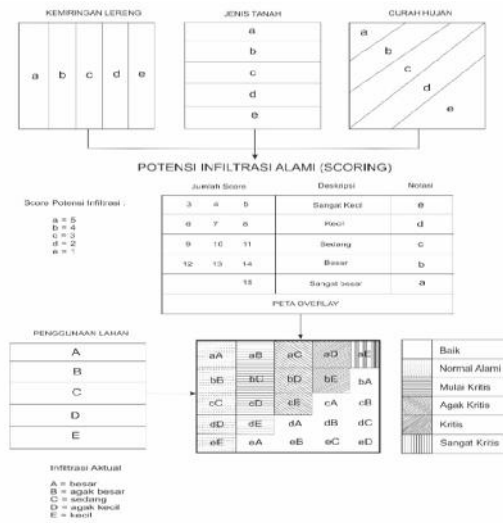 KEMIRINGAN LERENG
JENIS TANAH
CURAH HUJAN
a b c d e
a
b
c
d
e
a
b
c
d
e
POTENSI INFILTRASI ALAMI (SCORING)
Score Potensi Infiltrasi :
a = 5
b = 4
c = 3
d = 2
e = 1
Jumlah Score Deskripsi Notasi
3 4 5 Sangat Kecil e
6 7 8 Kecil d
9 10 11 Sedang c
12 13 14 Besar b
15 Sangat besar a
PETA OVERLAY
PENGGUNAAN LAHAN
A
B
C
D
E
aA aB aC aD aE
bB bC bD bE bA
cC cD cE cA cB
dD dE dA dB dC
eE eA eB eC eD
Baik
Normal Alami
Mulai Kritis
Agak Kritis
Kritis
Sangat Kritis
Infiltrasi Aktual
A = besar
B = agak besar
C = sedang
D = agak kecil
E = kecil